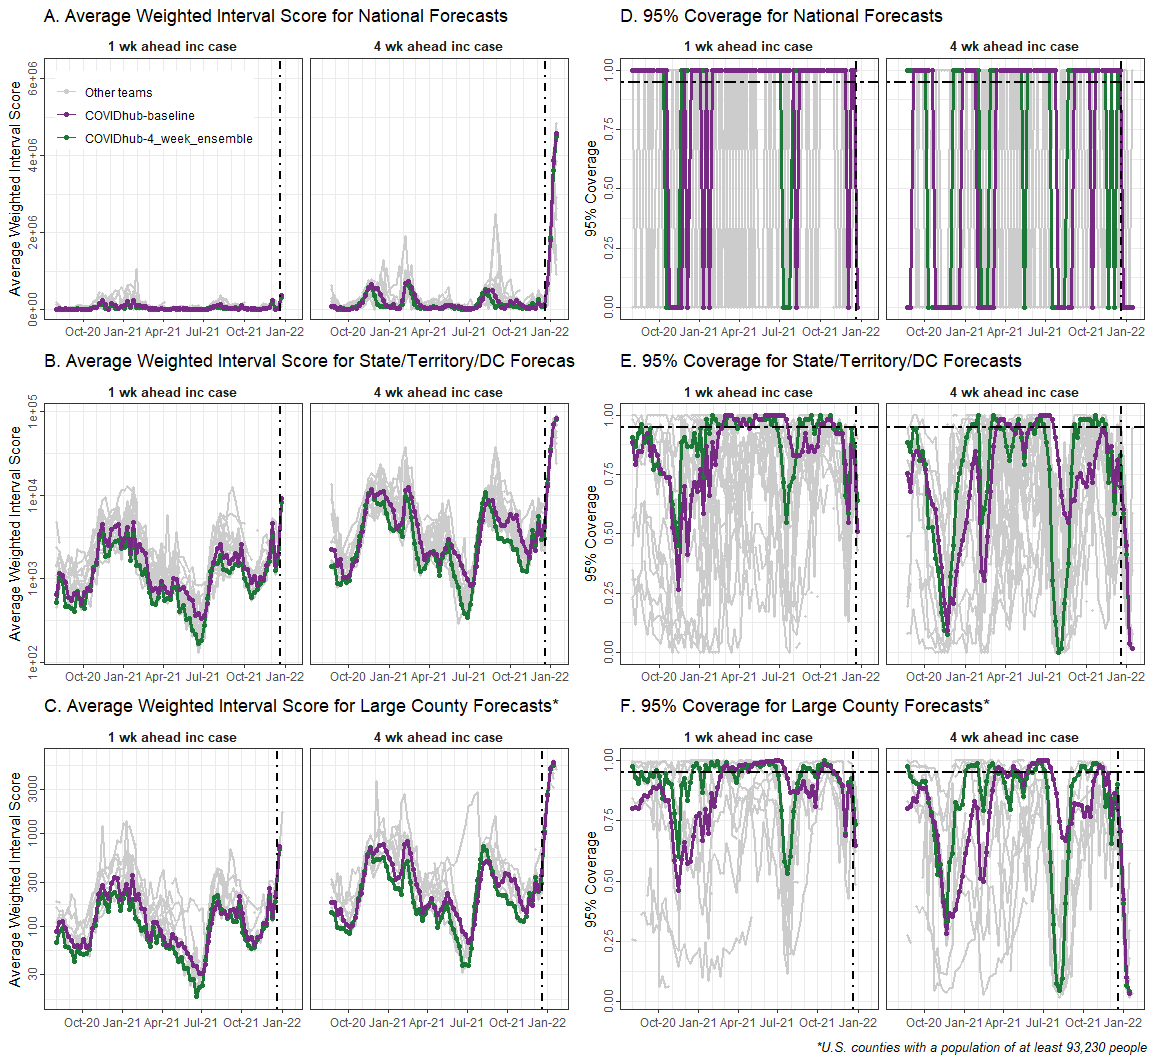 A. Average Weighted Interval Score for National Forecasts
1 wk ahead inc case
4 wk ahead inc case
Average Weighted Interval Score
6e+06
4e+06
2e+06
0e+00
Other teams
COVIDhub-baseline
COVIDhub-4_week_ensemble
Oct-20 Jan-21 Apr-21 Jul-21 Oct-21 Jan-22
Oct-20 Jan-21 Apr-21 Jul-21 Oct-21 Jan-22
D. 95% Coverage for National Forecasts
1 wk ahead inc case
4 wk ahead inc case
95% Coverage
1.00
0.75
0.50
0.25
0.00
Oct-20 Jan-21 Apr-21 Jul-21 Oct-21 Jan-22
Oct-20 Jan-21 Apr-21 Jul-21 Oct-21 Jan-22
B. Average Weighted Interval Score for State/Territory/DC Forecas
1 wk ahead inc case
4 wk ahead inc case
Average Weighted Interval Score
1e+05
1e+04
1e+03
1e+02
Oct-20 Jan-21 Apr-21 Jul-21 Oct-21 Jan-22
Oct-20 Jan-21 Apr-21 Jul-21 Oct-21 Jan-22
E. 95% Coverage for State/Territory/DC Forecasts
1 wk ahead inc case
4 wk ahead inc case
95% Coverage
1.00
0.75
0.50
0.25
0.00
Oct-20 Jan-21 Apr-21 Jul-21 Oct-21 Jan-22
Oct-20 Jan-21 Apr-21 Jul-21 Oct-21 Jan-22
C. Average Weighted Interval Score for Large County Forecasts*
1 wk ahead inc case
4 wk ahead inc case
Average Weighted Interval Score
3000
1000
300
100
30
Oct-20 Jan-21 Apr-21 Jul-21 Oct-21 Jan-22
Oct-20 Jan-21 Apr-21 Jul-21 Oct-21 Jan-22
F. 95% Coverage for Large County Forecasts*
1 wk ahead inc case
4 wk ahead inc case
95% Coverage
1.00
0.75
0.50
0.25
0.00
Oct-20 Jan-21 Apr-21 Jul-21 Oct-21 Jan-22
Oct-20 Jan-21 Apr-21 Jul-21 Oct-21 Jan-22
*U.S. counties with a population of at least 93,230 people